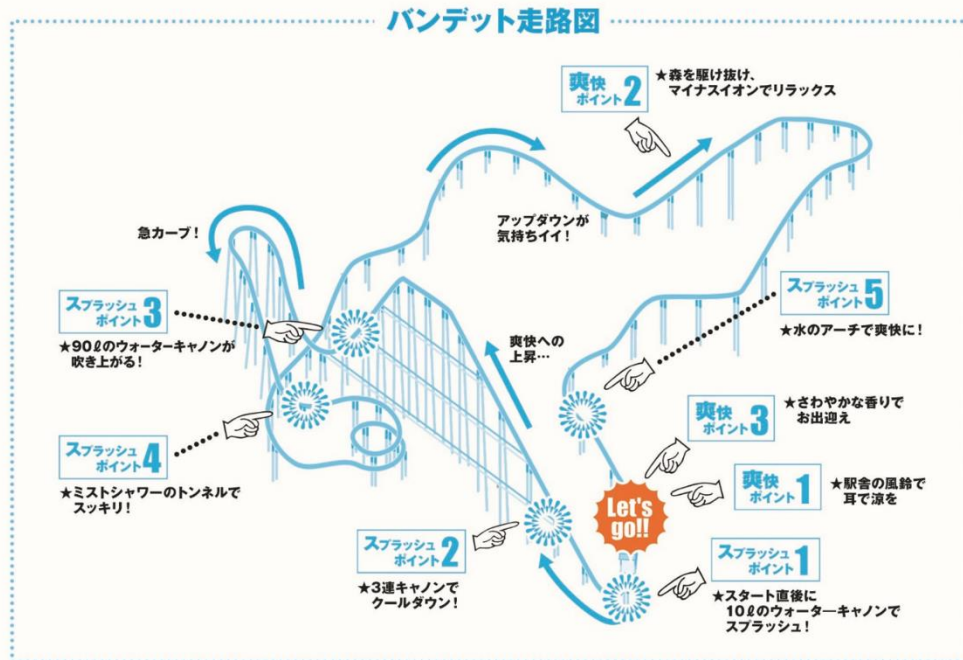 バンデット走路図
爽快
ポイント2
★森を駆け抜け、
マイナスイオンでリラックス
アップダウンが
気持ちイイ！
急カーブ！
スプラッシュ
ポイント3
★90ℓのウォーターキャノンが
吹き上がる！
スプラッシュ
ポイント5
★水のアーチで爽快に！
爽快への
上昇…
爽快
ポイント3
★さわやかな香りで
お出迎え
スプラッシュ
ポイント4
★ミストシャワーのトンネルで
スッキリ！
爽快
ポイント1
★駅舎の風鈴で
耳で涼を
Let's
go!!
スプラッシュ
ポイント2
★3連キャノンで
クールダウン！
スプラッシュ
ポイント1
★スタート直後に
10ℓのウォーターーキャノンで
スプラッシュ！